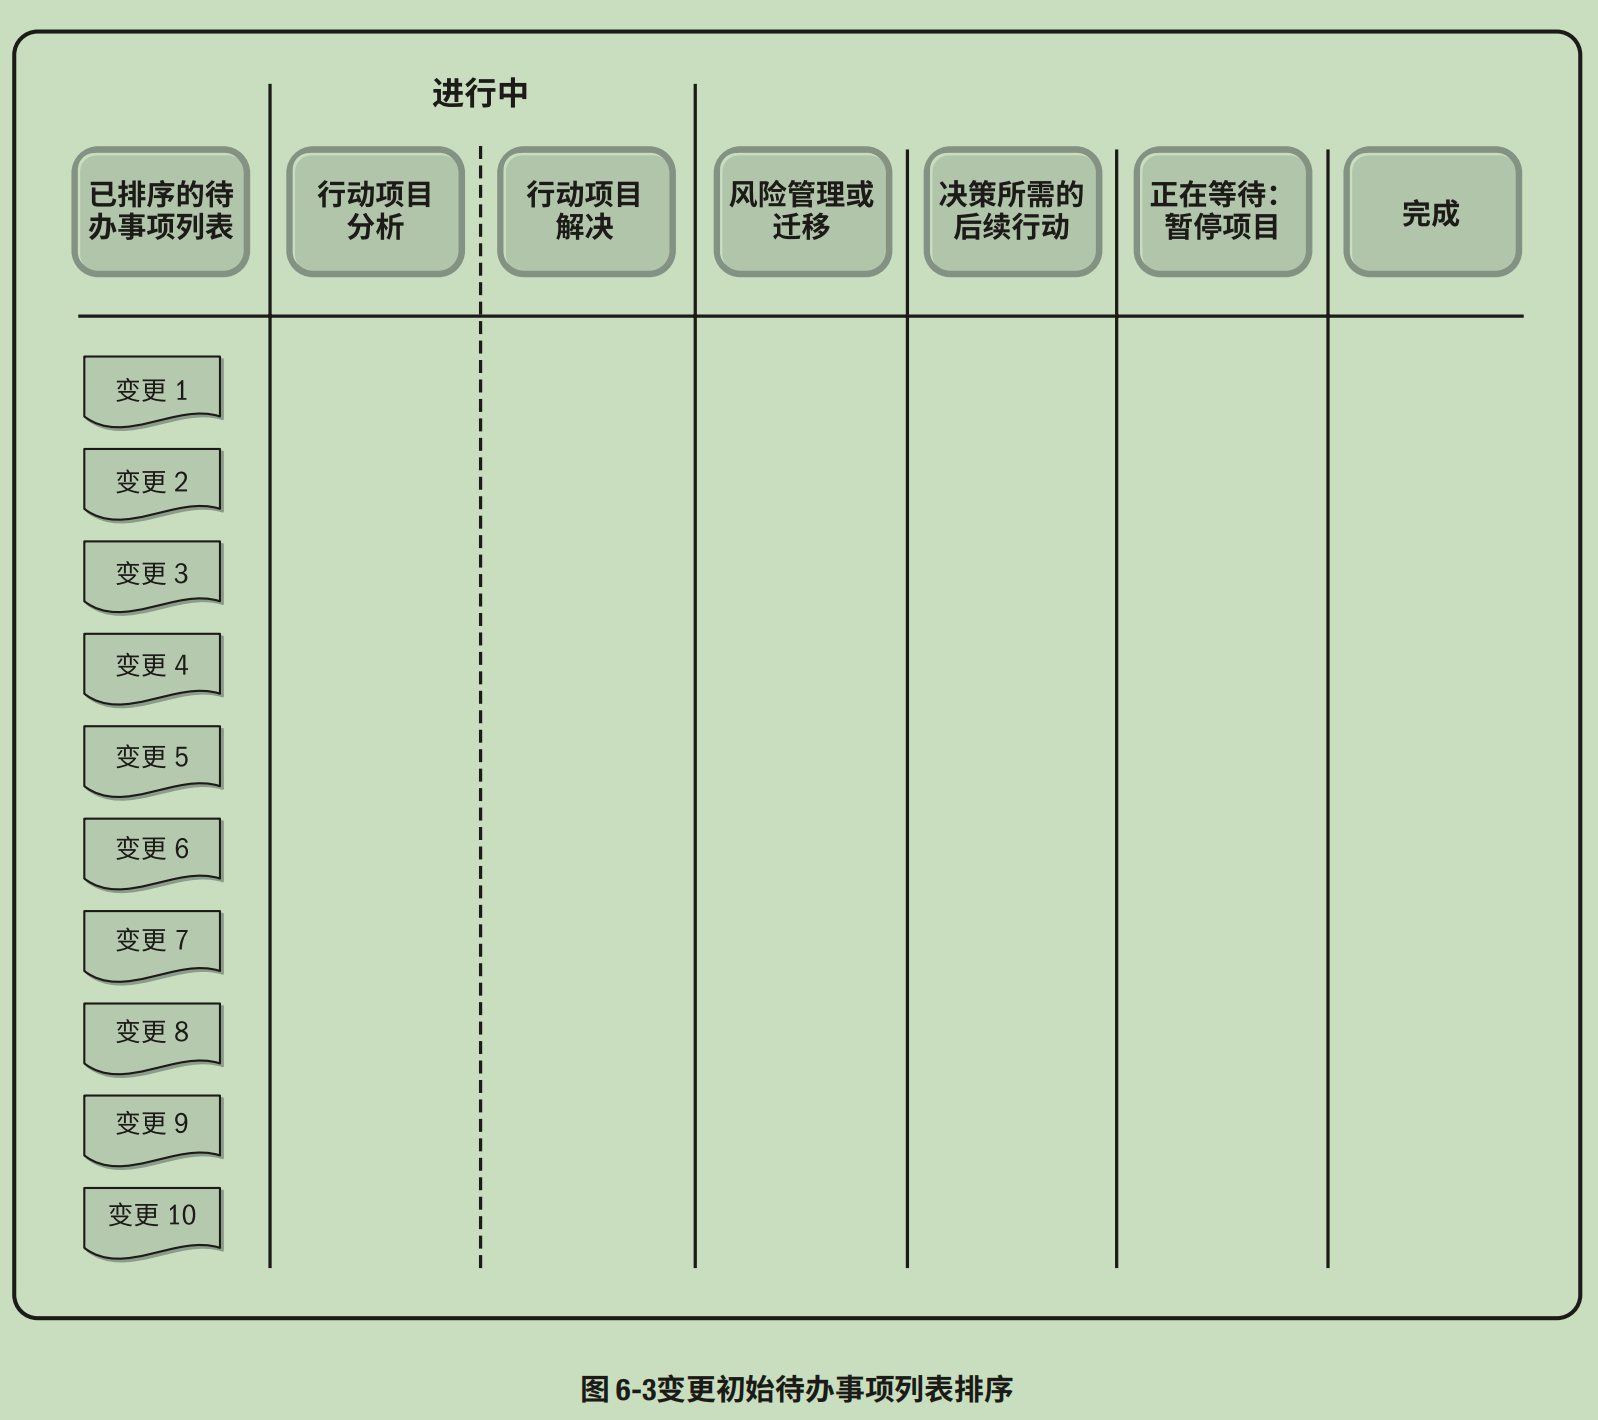 进行中
已排序的待
办事项列表
行动项目
分析
行动项目
解决
风险管理或
迁移
决策所需的
后续行动
正在等待：
暂停项目
完成
变更 1
变更 2
变更 3
变更 4
变更 5
变更 6
变更 7
变更 8
变更 9
变更 10
图 6-3变更初始待办事项列表排序